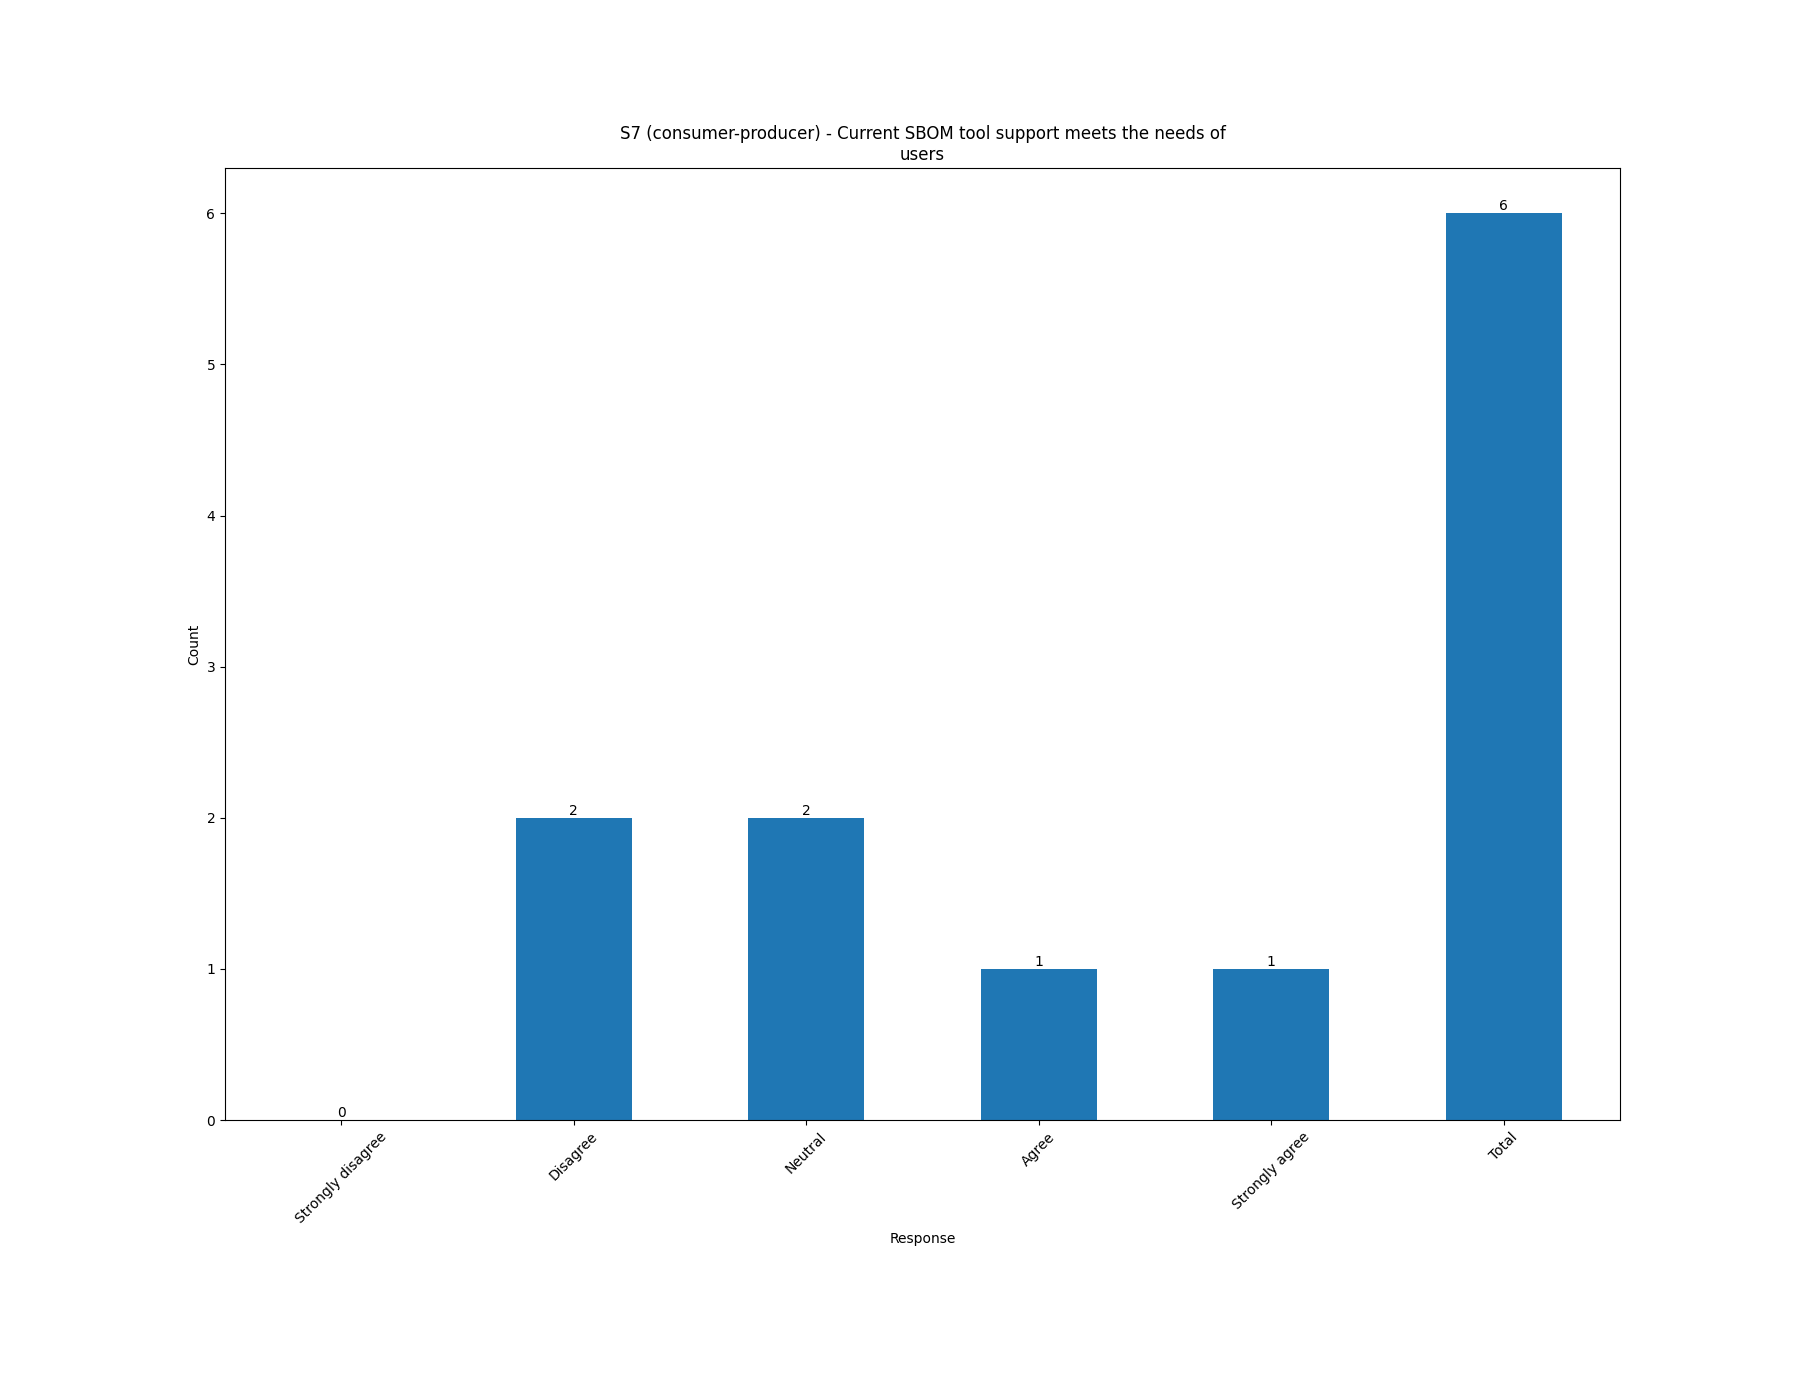 S7 (consumer-producer) - Current SBOM tool support meets the needs of
users
6
5
4
3
2
1
0
Count
0
2
2
1
1
6
Strongly disagree
Disagree
Neutral
Agree
Strongly agree
Total
Response